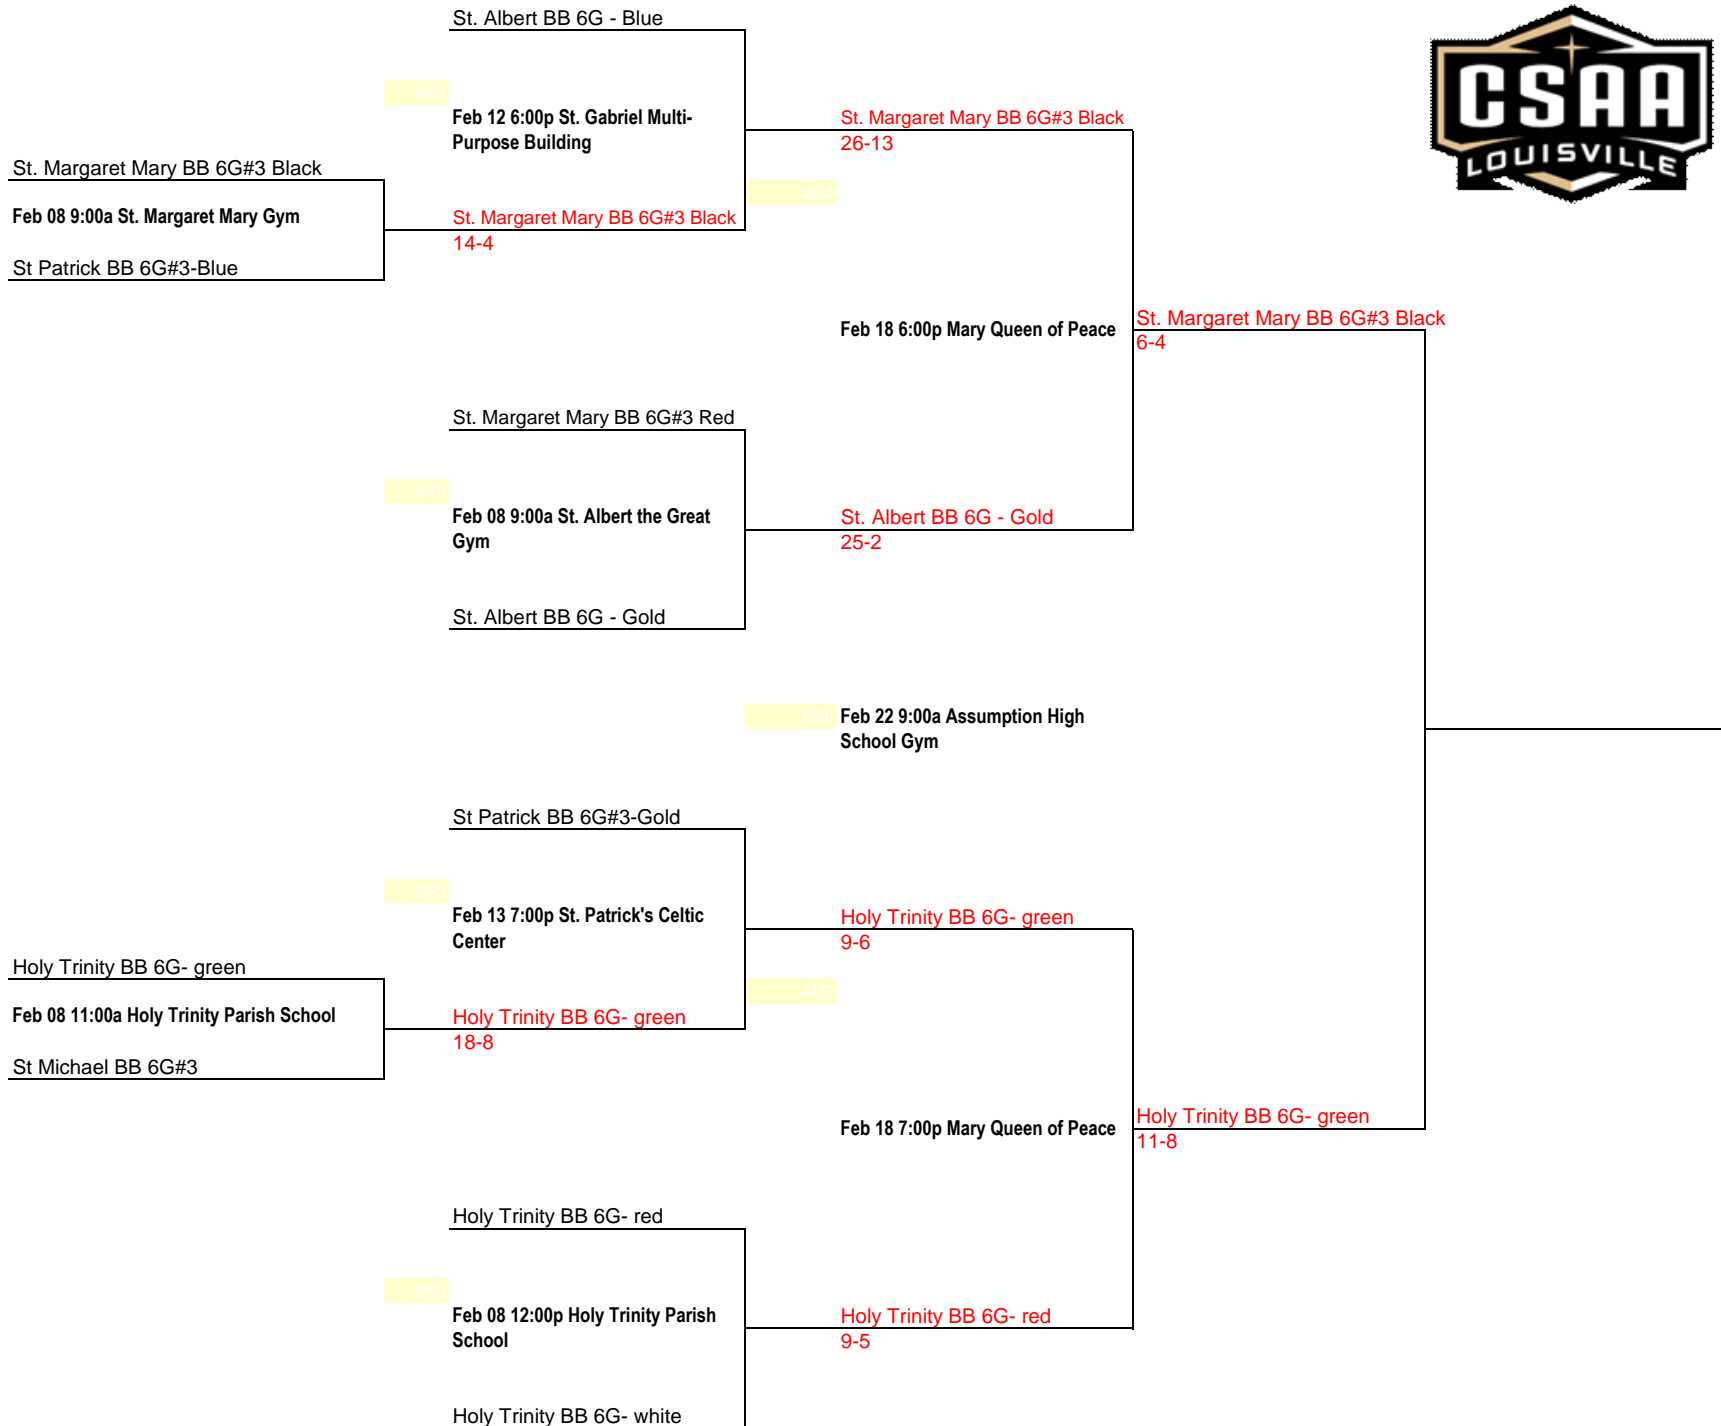 St. Albert BB 6G - Blue
CSAA
LOUISVILLE
Feb 12 6:00p St. Gabriel Multi-
Purpose Building
St. Margaret Mary BB 6G#3 Black
26-13
St. Margaret Mary BB 6G#3 Black
Feb 08 9:00a St. Margaret Mary Gym
St. Margaret Mary BB 6G#3 Black
14-4
St Patrick BB 6G#3-Blue
Feb 18 6:00p Mary Queen of Peace
St. Margaret Mary BB 6G#3 Black
6-4
St. Margaret Mary BB 6G#3 Red
Feb 08 9:00a St. Albert the Great
Gym
St. Albert BB 6G - Gold
25-2
St. Albert BB 6G - Gold
Feb 22 9:00a Assumption High
School Gym
St Patrick BB 6G#3-Gold
Feb 13 7:00p St. Patrick's Celtic
Center
Holy Trinity BB 6G- green
9-6
Holy Trinity BB 6G- green
Feb 08 11:00a Holy Trinity Parish School
Holy Trinity BB 6G- green
18-8
St Michael BB 6G#3
Feb 18 7:00p Mary Queen of Peace
Holy Trinity BB 6G- green
11-8
Holy Trinity BB 6G- red
Feb 08 12:00p Holy Trinity Parish
School
Holy Trinity BB 6G- red
9-5
Holy Trinity BB 6G- white